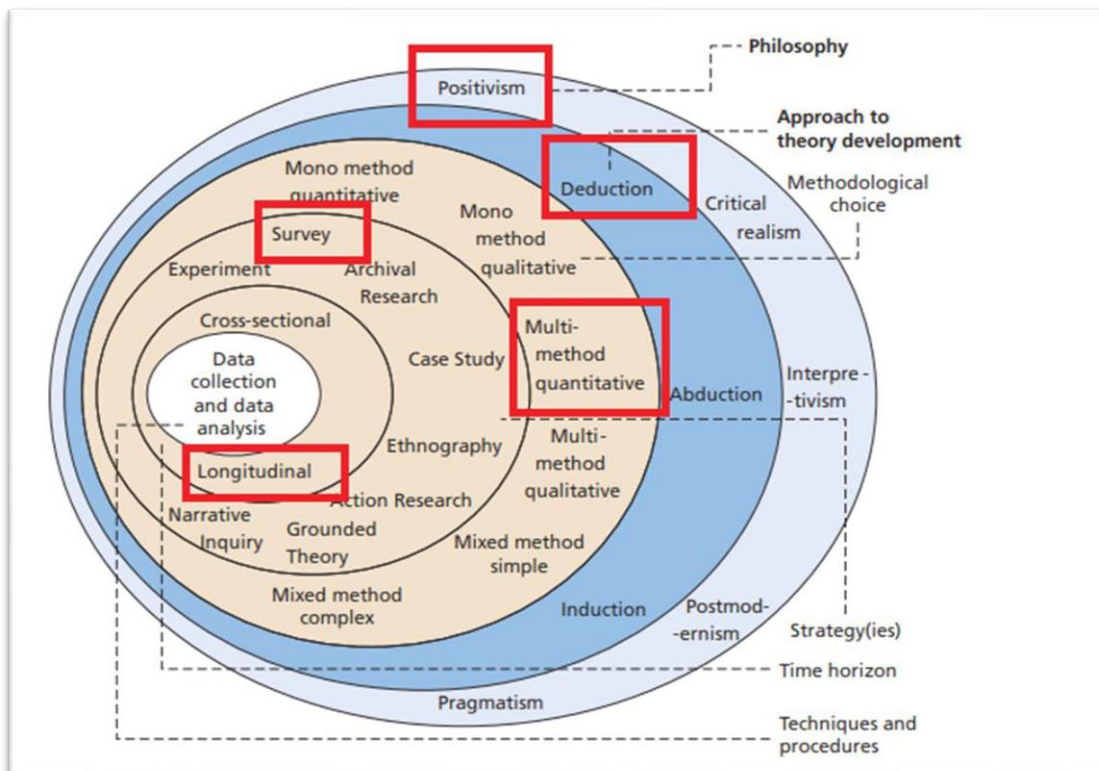 Philosophy
Positivism
Approach to
theory development
Mono method
quantitative
Deduction
Methodological
choice
Critical
realism
Mono
method
qualitative
Survey
Experiment
Archival
Research
Cross-sectional
Multi-
method
quantitative
Data
collection
and data
analysis
Case Study
Abduction
Interpre-
-tivism
Ethnography
Multi-
method
qualitative
Longitudinal
Action Research
Narrative
Inquiry
Grounded
Theory
Mixed method
simple
Mixed method
complex
Induction
Postmod-
-ernism
Strategy(ies)
Time horizon
Pragmatism
Techniques and
procedures